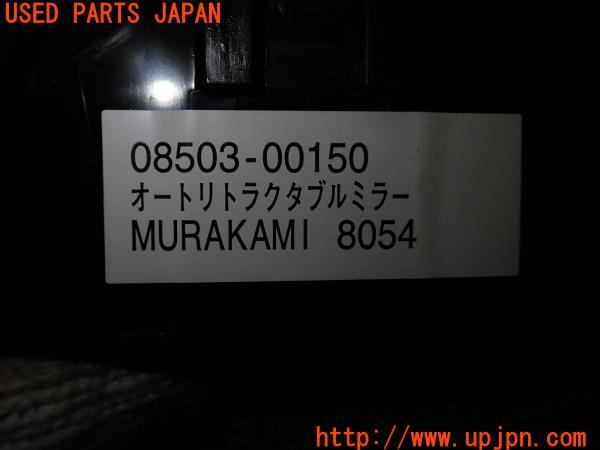 USED PARTS JAPAN
08503-00150
オートリトラクタブルミラー
MURAKAMI 8054
http://www.upjpn.com/